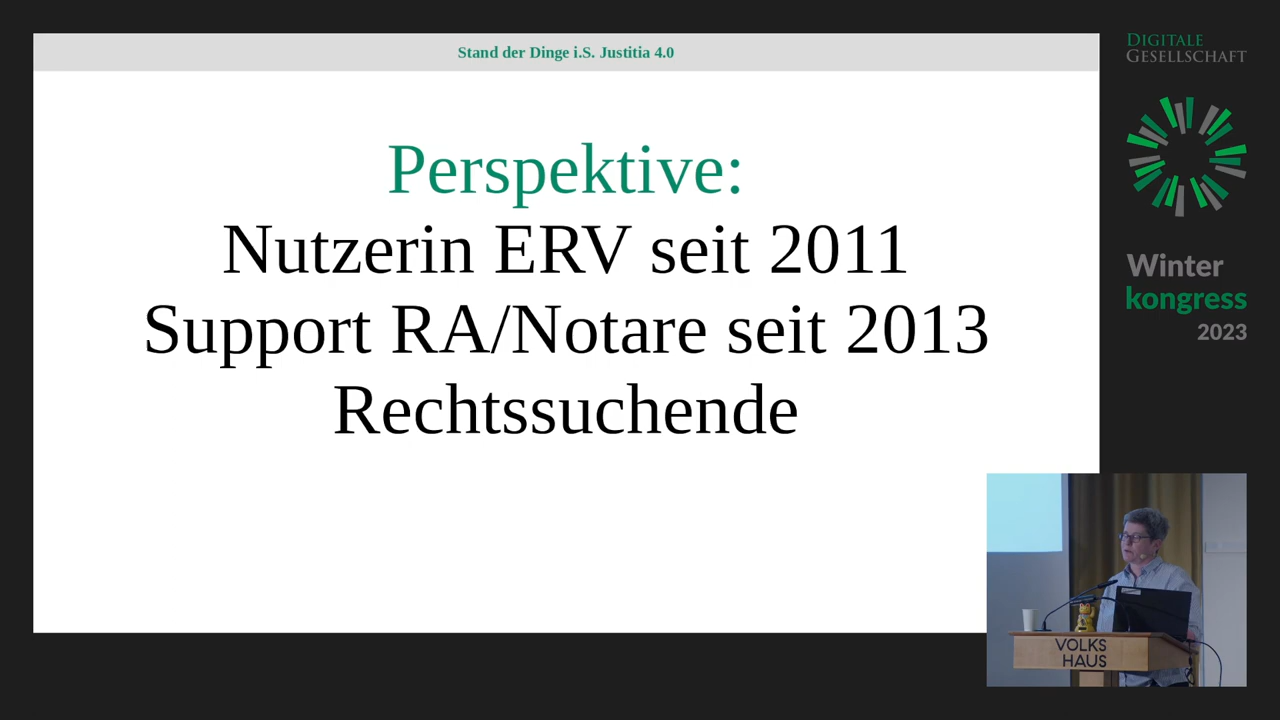 Stand der Dinge i.S. Justitia 4.0
Perspektive:
Nutzerin ERV seit 2011
Support RA/Notare seit 2013
Rechtssuchende
DIGITALE
GESELLSCHAFT
Winter
kongress
2023
VOLKS
HAUS